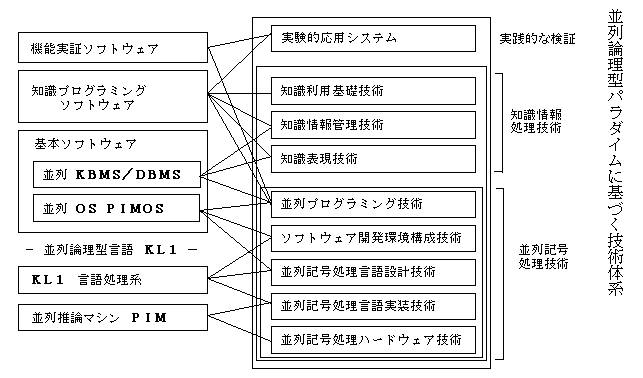 機能実証ソフトウェア
知識プログラミング
ソフトウェア
基本ソフトウェア
並列 KBMS／DBMS
並列 OS PIMOS
－ 並列論理型言語 KL1 －
KL1 言語処理系
並列推論マシン PIM
実験的応用システム
知識利用基礎技術
知識情報管理技術
知識表現技術
並列プログラミング技術
ソフトウェア開発環境構成技術
並列記号処理言語設計技術
並列記号処理言語実装技術
並列記号処理ハードウェア技術
実践的な検証
知識情報
処理技術
並列記号
処理技術
並列論理型パラダイムに基づく技術体系